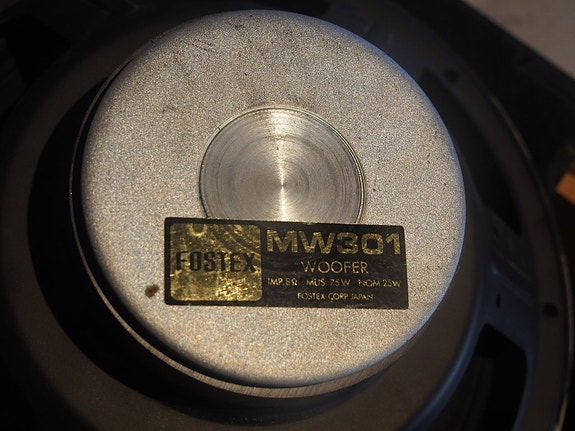 FOSTEX
MW301
WOOFER
IMP. 8Ω MUS. 75W NOM 25W
FOSTEX CORP. JAPAN